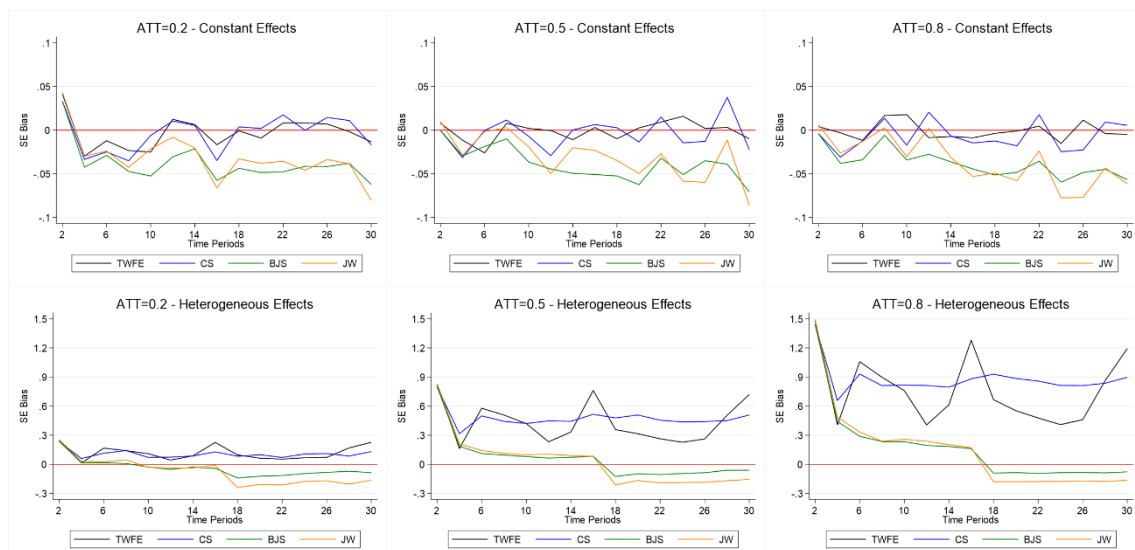 ATT=0.2 - Constant Effects
.1
.05
0
-.05
-.1
SE Bias
2 6 10 14 18 22 26 30
Time Periods
TWFE CS BJS JW
ATT=0.5 - Constant Effects
.1
.05
0
-.05
-.1
SE Bias
2 6 10 14 18 22 26 30
Time Periods
TWFE CS BJS JW
ATT=0.8 - Constant Effects
.1
.05
0
-.05
-.1
SE Bias
2 6 10 14 18 22 26 30
Time Periods
TWFE CS BJS JW
ATT=0.2 - Heterogeneous Effects
1.5
1.2
.9
.6
.3
0
-.3
SE Bias
2 6 10 14 18 22 26 30
Time Periods
TWFE CS BJS JW
ATT=0.5 - Heterogeneous Effects
1.5
1.2
.9
.6
.3
0
-.3
SE Bias
2 6 10 14 18 22 26 30
Time Periods
TWFE CS BJS JW
ATT=0.8 - Heterogeneous Effects
1.5
1.2
.9
.6
.3
0
-.3
SE Bias
2 6 10 14 18 22 26 30
Time Periods
TWFE CS BJS JW